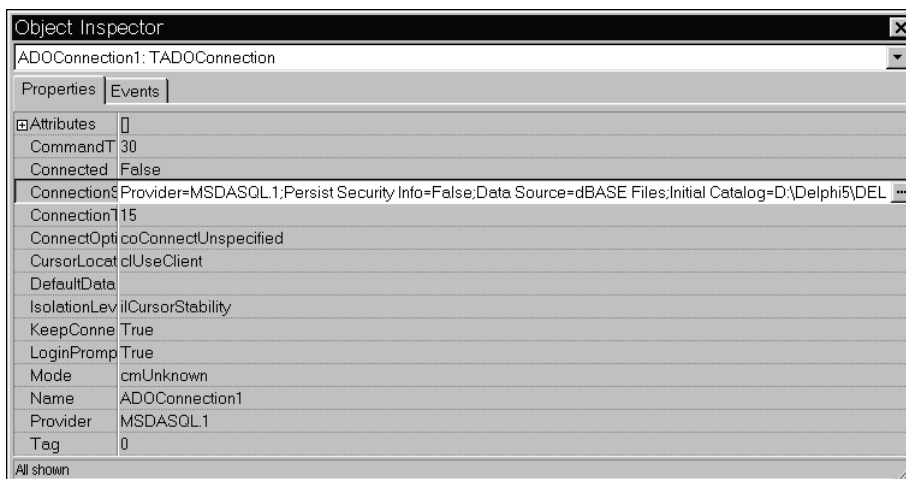 Object Inspector
ADOConnection1: TADOConnection
Properties Events
Attributes []
CommandT 30
Connected False
ConnectionS Provider=MSDASQL.1;Persist Security Info=False;Data Source=dBASE Files;Initial Catalog=D:\Delphi5\DEL ...
ConnectionT 15
ConnectOpti coConnectUnspecified
CursorLocat clUseClient
DefaultData
IsolationLev ilCursorStability
KeepConne True
LoginPromp True
Mode cmUnknown
Name ADOConnection1
Provider MSDASQL.1
Tag 0
All shown